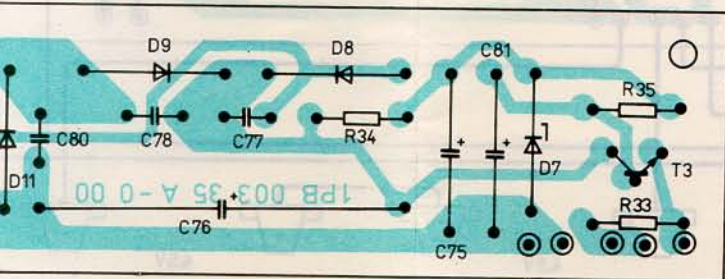 D9
D8
C81
R35
C80
C78
C77
R34
D7
T3
D11
1PB 003 35 A-0 00
R33
C76
C75